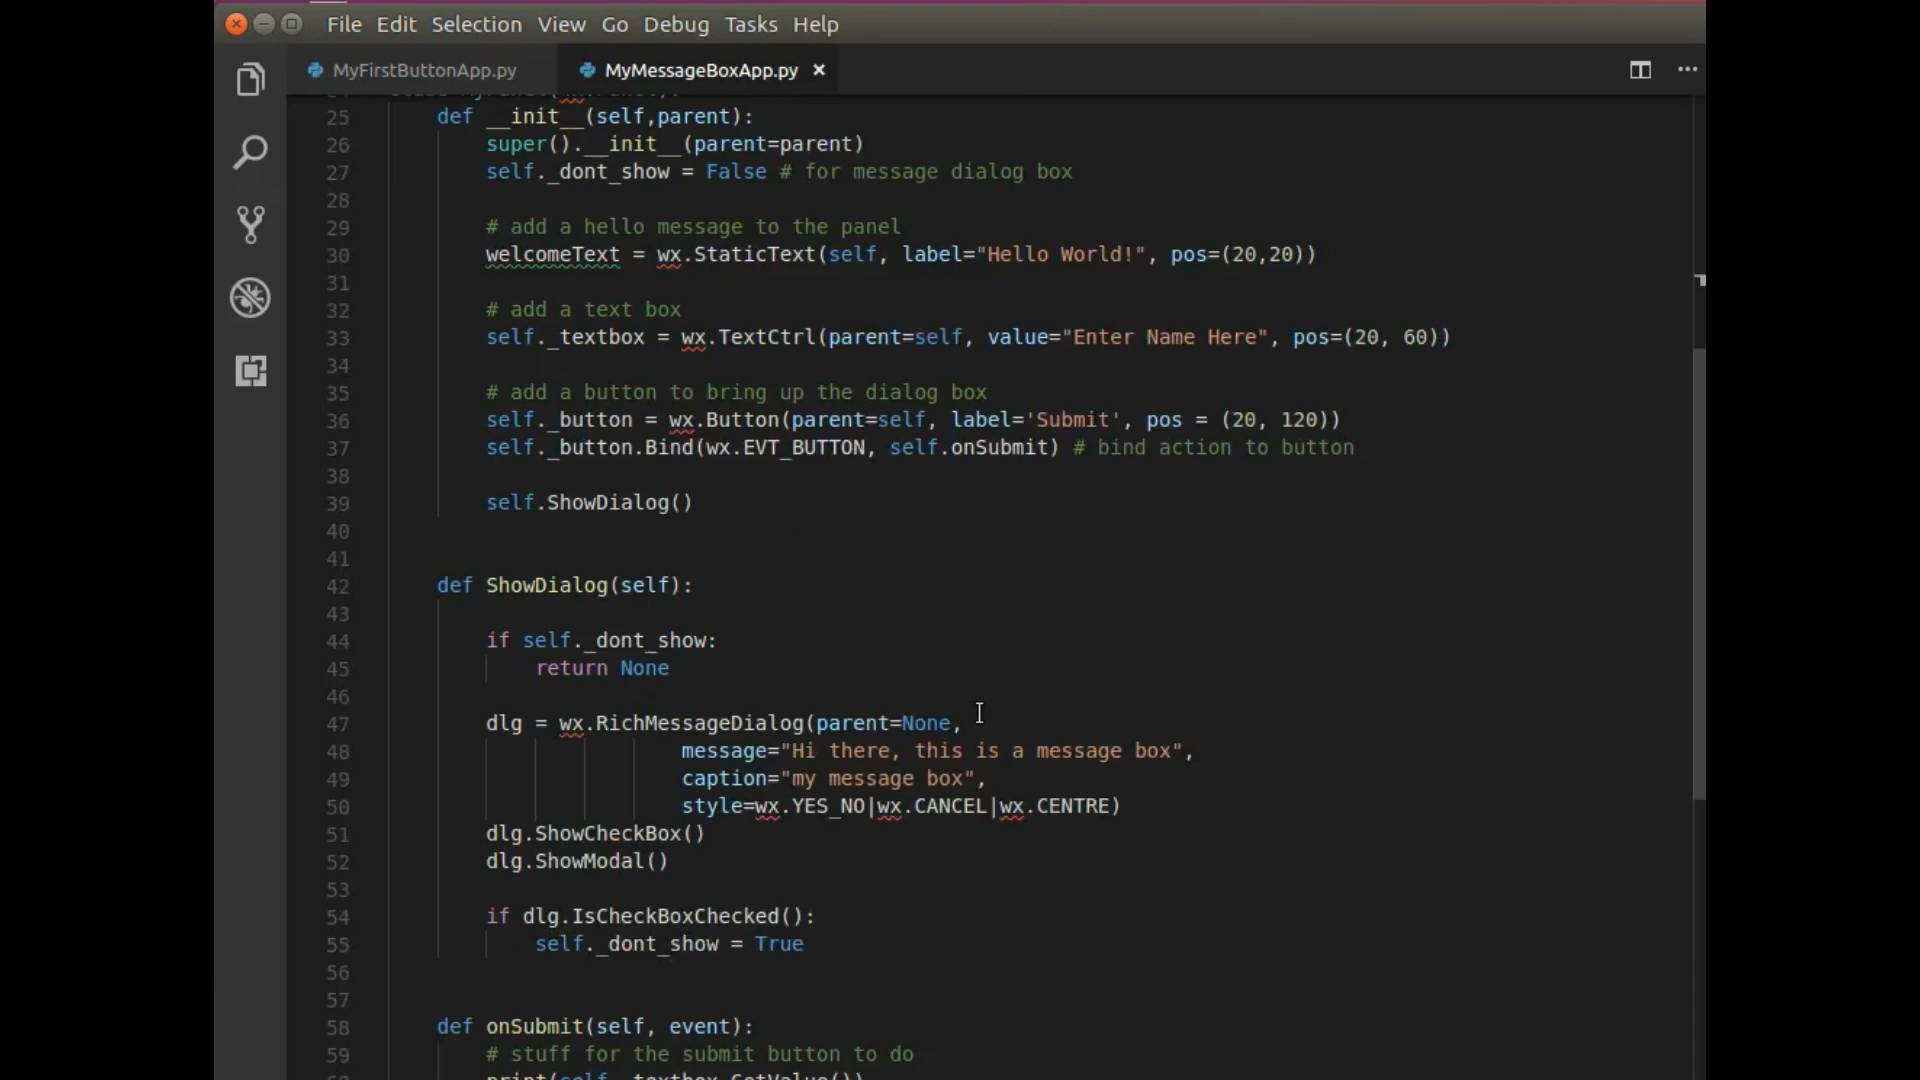 File Edit Selection View Go Debug Tasks Help
MyFirstButtonApp.py MyMessageBoxApp.py ×
25 def __init__(self,parent):
26 super().__init__(parent=parent)
27 self._dont_show = False # for message dialog box
28
29 # add a hello message to the panel
30 welcomeText = wx.StaticText(self, label="Hello World!", pos=(20,20))
31
32 # add a text box
33 self._textbox = wx.TextCtrl(parent=self, value="Enter Name Here", pos=(20, 60))
34
35 # add a button to bring up the dialog box
36 self._button = wx.Button(parent=self, label='Submit', pos = (20, 120))
37 self._button.Bind(wx.EVT_BUTTON, self.onSubmit) # bind action to button
38
39 self.ShowDialog()
40
41
42 def ShowDialog(self):
43
44 if self._dont_show:
45 return None
46
47 dlg = wx.RichMessageDialog(parent=None,
48 message="Hi there, this is a message box",
49 caption="my message box",
50 style=wx.YES_NO|wx.CANCEL|wx.CENTRE)
51 dlg.ShowCheckBox()
52 dlg.ShowModal()
53
54 if dlg.IsCheckBoxChecked():
55 self._dont_show = True
56
57
58 def onSubmit(self, event):
59 # stuff for the submit button to do
print(self._textbox.GetValue())